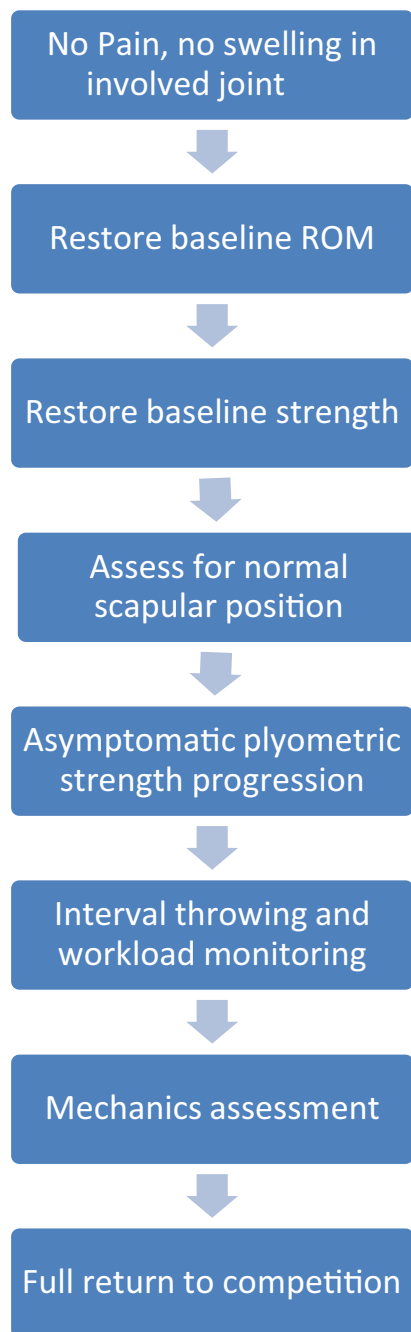 No Pain, no swelling in
involved joint
Restore baseline ROM
Restore baseline strength
Assess for normal
scapular position
Asymptomatic plyometric
strength progression
Interval throwing and
workload monitoring
Mechanics assessment
Full return to competition